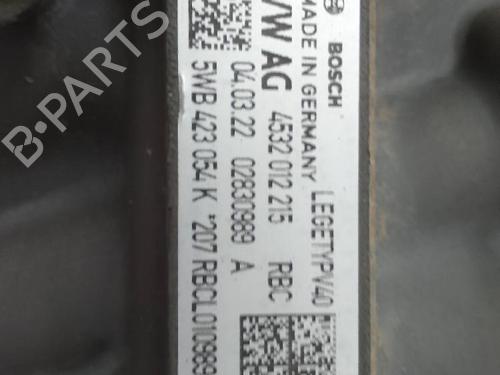 BOSCH
MADE IN GERMANY LEGETYPV40
VW AG 4532 012 215 RBC
04.03.22 02830989 A
5WB 423 054 K *207 RBCL010989
B-PARTS